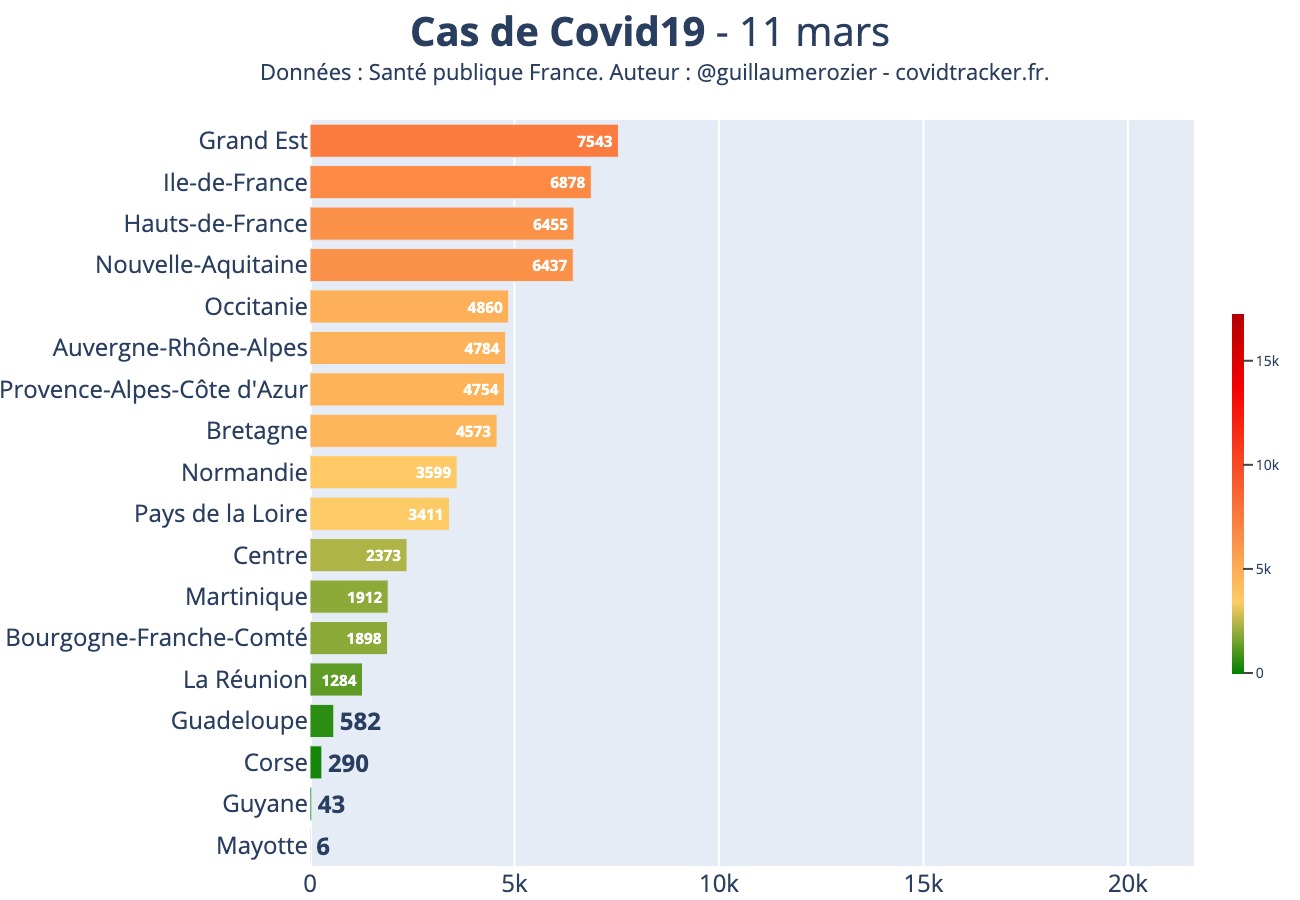 Cas de Covid19 - 11 mars
Données : Santé publique France. Auteur : @guillaumerozier - covidtracker.fr.
Grand Est 7543
Ile-de-France 6878
Hauts-de-France 6455
Nouvelle-Aquitaine 6437
Occitanie 4860
Auvergne-Rhône-Alpes 4784
Provence-Alpes-Côte d'Azur 4754
Bretagne 4573
Normandie 3599
Pays de la Loire 3411
Centre 2373
Martinique 1912
Bourgogne-Franche-Comté 1898
La Réunion 1284
Guadeloupe 582
Corse 290
Guyane 43
Mayotte 6
0 5k 10k 15k 20k
15k
10k
5k
0